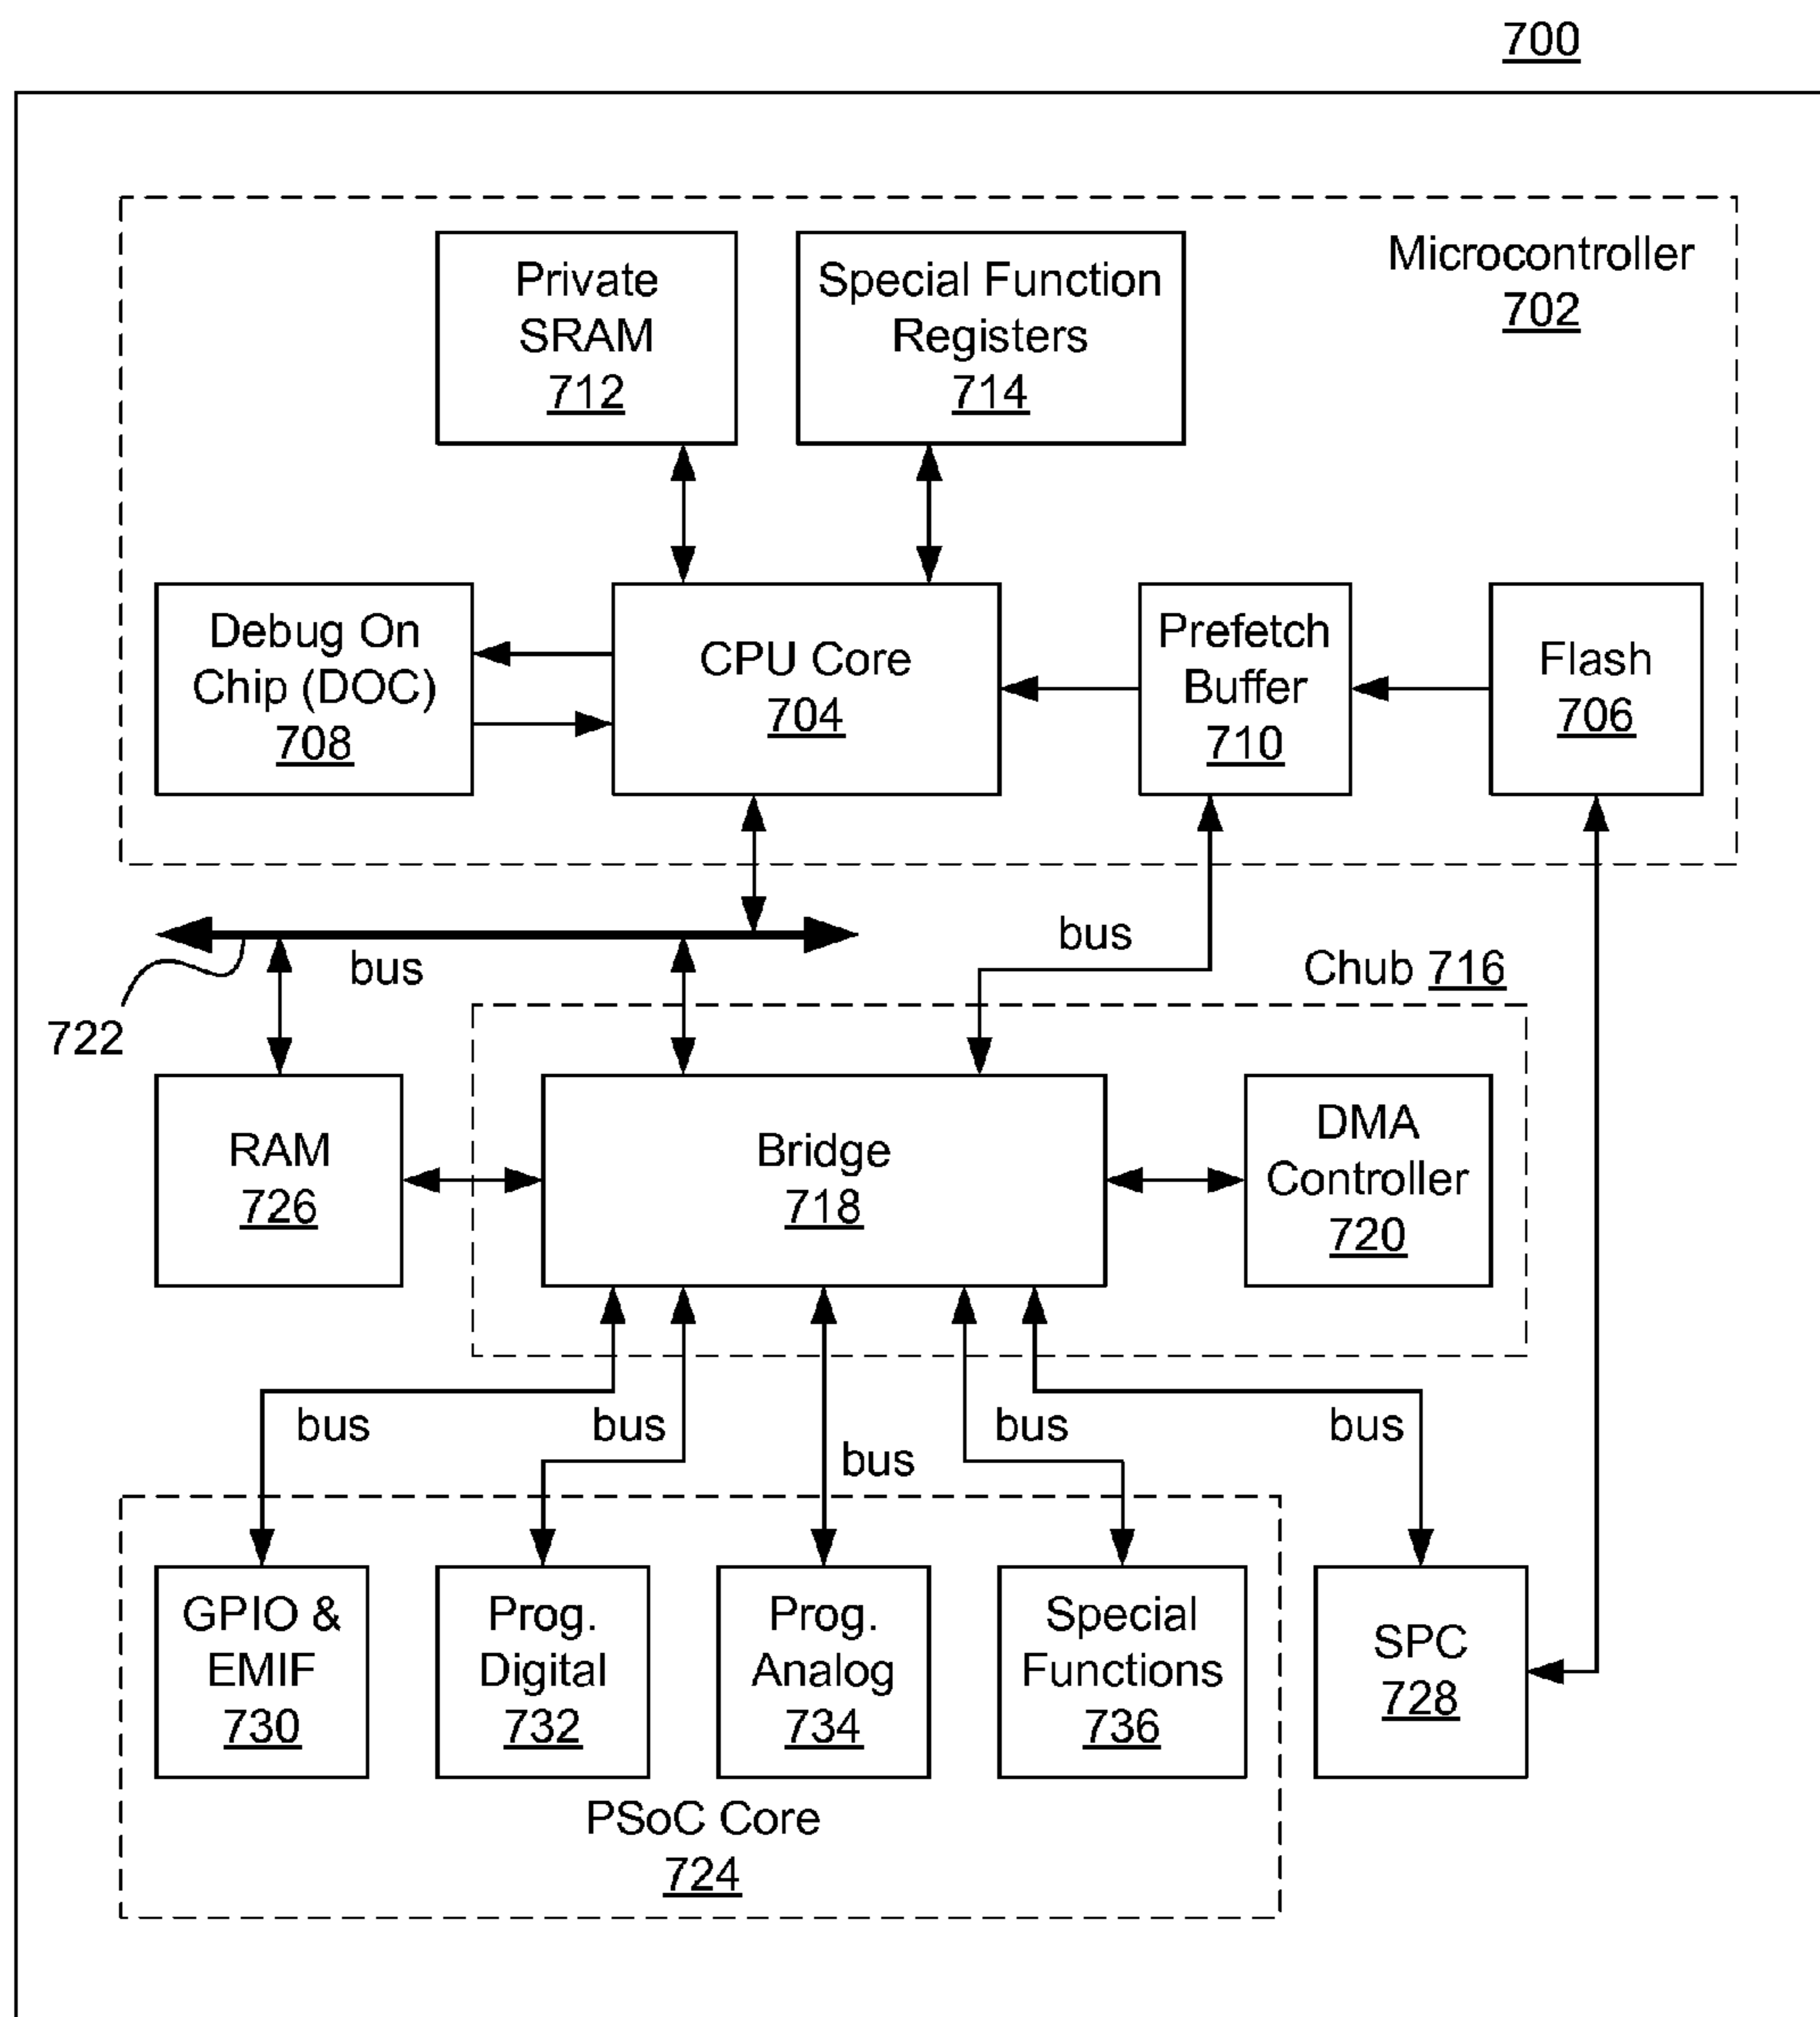 700
Microcontroller
702
Private
SRAM
712
Special Function
Registers
714
Debug On
Chip (DOC)
708
CPU Core
704
Prefetch
Buffer
710
Flash
706
bus
bus
722
Chub 716
RAM
726
Bridge
718
DMA
Controller
720
bus
bus
bus
bus
bus
GPIO &
EMIF
730
Prog.
Digital
732
Prog.
Analog
734
Special
Functions
736
SPC
728
PSoC Core
724